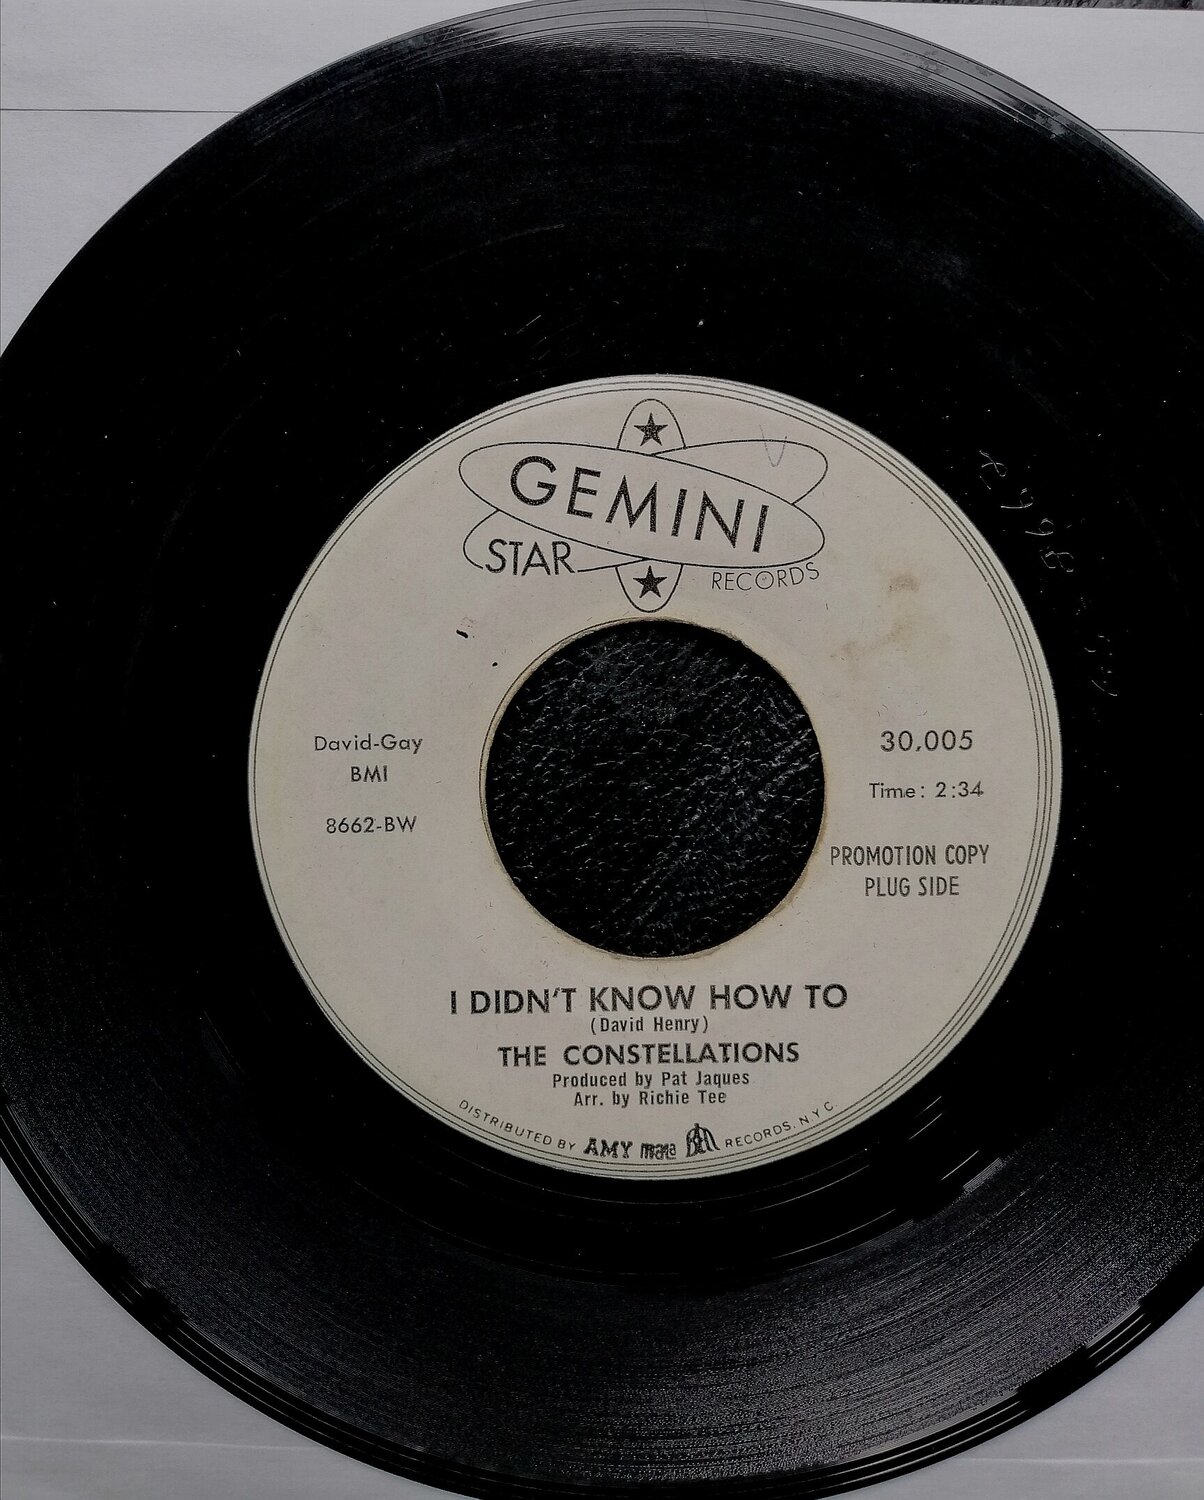 GEMINI
STAR
RECORDS
David-Gay
BMI
8662-BW
30,005
Time: 2:34
PROMOTION COPY
PLUG SIDE
I DIDN'T KNOW HOW TO
(David Henry)
THE CONSTELLATIONS
Produced by Pat Jaques
Arr. by Richie Tee
DISTRIBUTED BY AMY mala Bell RECORDS, N.Y.C.